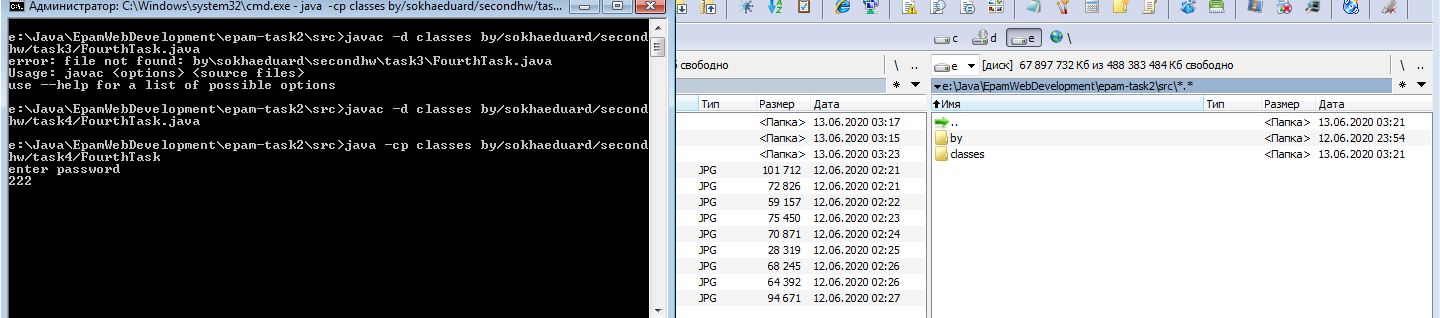 Администратор: C:\Windows\system32\cmd.exe - java -cp classes by/sokhaeduard/secondhw/tas...
e:\Java\EpamWebDevelopment\epam-task2\src>javac -d classes by/sokhaeduard/second
hw/task3/FourthTask.java
error: file not found: by\sokhaeduard\secondhw\task3\FourthTask.java
Usage: javac <options> <source files>
use --help for a list of possible options
e:\Java\EpamWebDevelopment\epam-task2\src>javac -d classes by/sokhaeduard/second
hw/task4/FourthTask.java
e:\Java\EpamWebDevelopment\epam-task2\src>java -cp classes by/sokhaeduard/second
hw/task4/FourthTask
enter password
222
свободно \ ..
* ▼
Тип Размер Дата
<Папка> 13.06.2020 03:17
<Папка> 13.06.2020 03:15
<Папка> 13.06.2020 03:23
JPG 101 712 12.06.2020 02:21
JPG 72 826 12.06.2020 02:21
JPG 59 157 12.06.2020 02:22
JPG 75 450 12.06.2020 02:23
JPG 70 871 12.06.2020 02:24
JPG 28 319 12.06.2020 02:25
JPG 68 245 12.06.2020 02:26
JPG 64 392 12.06.2020 02:26
JPG 94 671 12.06.2020 02:27
c d e \
e [диск] 67 897 732 Кб из 488 383 484 Кб свободно \ ..
e:\Java\EpamWebDevelopment\epam-task2\src\*.* * ▼
Имя Тип Размер Дата
.. <Папка> 13.06.2020 03:21
by <Папка> 12.06.2020 23:54
classes <Папка> 13.06.2020 03:21